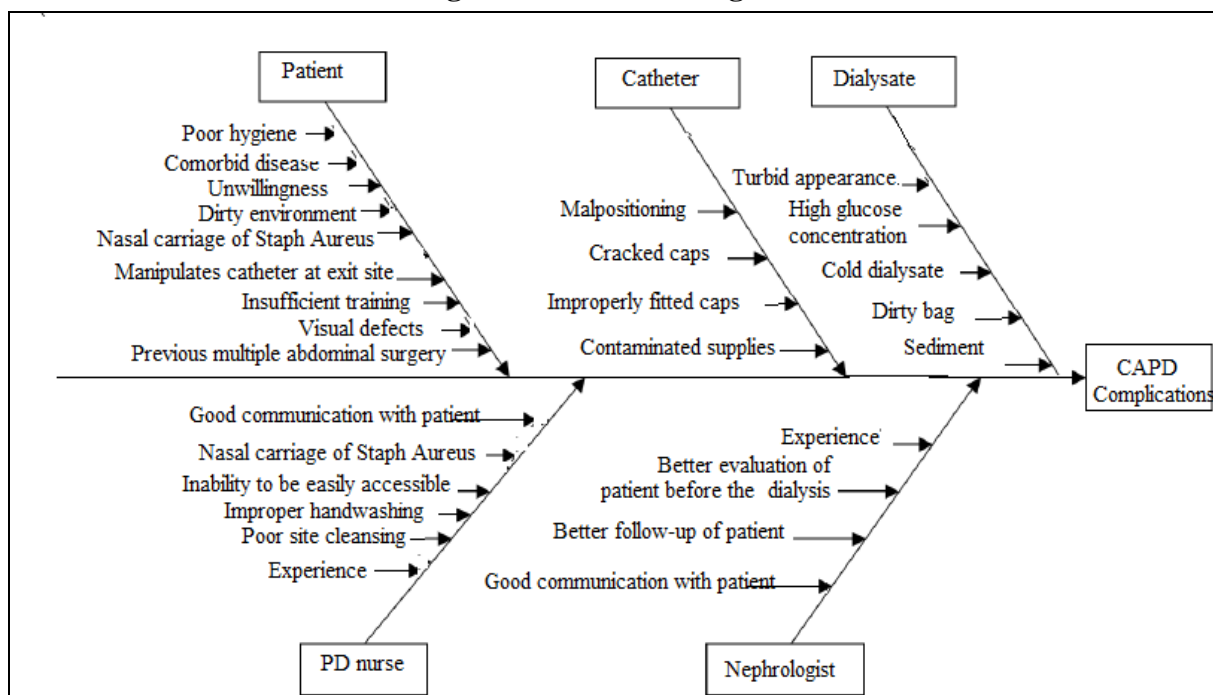 Patient
Catheter
Dialysate
Poor hygiene
Comorbid disease
Unwillingness
Dirty environment
Nasal carriage of Staph Aureus
Manipulates catheter at exit site
Insufficient training
Visual defects
Previous multiple abdominal surgery
Malpositioning
Cracked caps
Improperly fitted caps
Contaminated supplies
Turbid appearance.
High glucose
concentration
Cold dialysate
Dirty bag
Sediment
CAPD
Complications
Good communication with patient
Nasal carriage of Staph Aureus
Inability to be easily accessible
Improper handwashing
Poor site cleansing
Experience
Experience
Better evaluation of
patient before the dialysis
Better follow-up of patient
Good communication with patient
PD nurse
Nephrologist